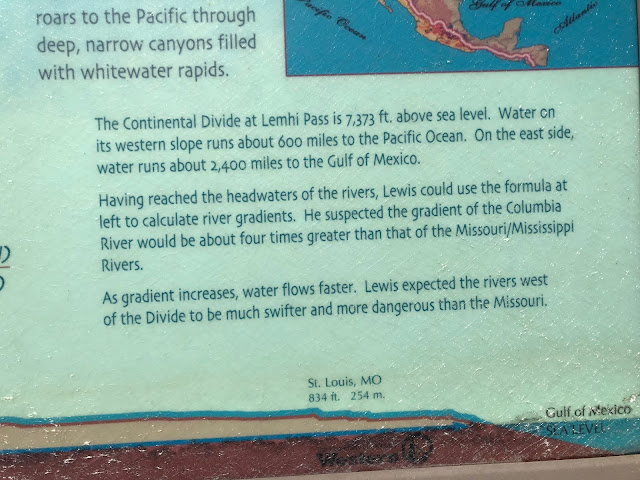 roars to the Pacific through
deep, narrow canyons filled
with whitewater rapids.
Pacific Ocean
Gulf of Mexico
Atlantic
The Continental Divide at Lemhi Pass is 7,373 ft. above sea level. Water on
its western slope runs about 600 miles to the Pacific Ocean. On the east side,
water runs about 2,400 miles to the Gulf of Mexico.
Having reached the headwaters of the rivers, Lewis could use the formula at
left to calculate river gradients. He suspected the gradient of the Columbia
River would be about four times greater than that of the Missouri/Mississippi
Rivers.
As gradient increases, water flows faster. Lewis expected the rivers west
of the Divide to be much swifter and more dangerous than the Missouri.
St. Louis, MO
834 ft. 254 m.
Gulf of Mexico
SEA LEVEL